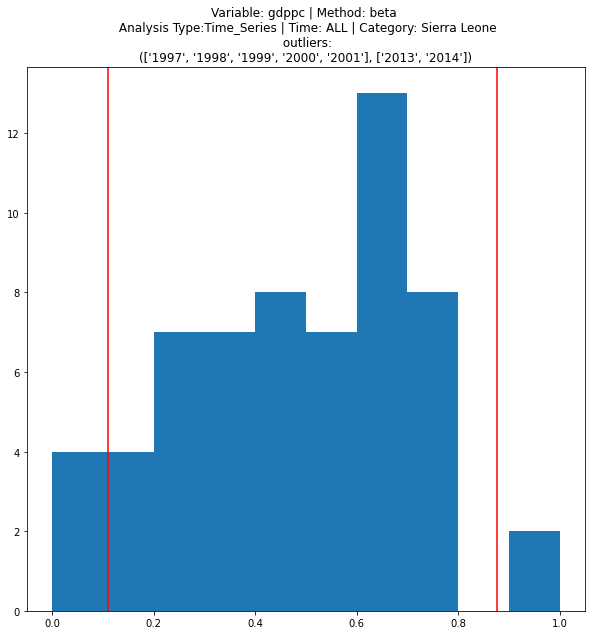 Variable: gdppc | Method: beta
Analysis Type:Time_Series | Time: ALL | Category: Sierra Leone
outliers:
(['1997', '1998', '1999', '2000', '2001'], ['2013', '2014'])
12
10
8
6
4
2
0
0.0 0.2 0.4 0.6 0.8 1.0